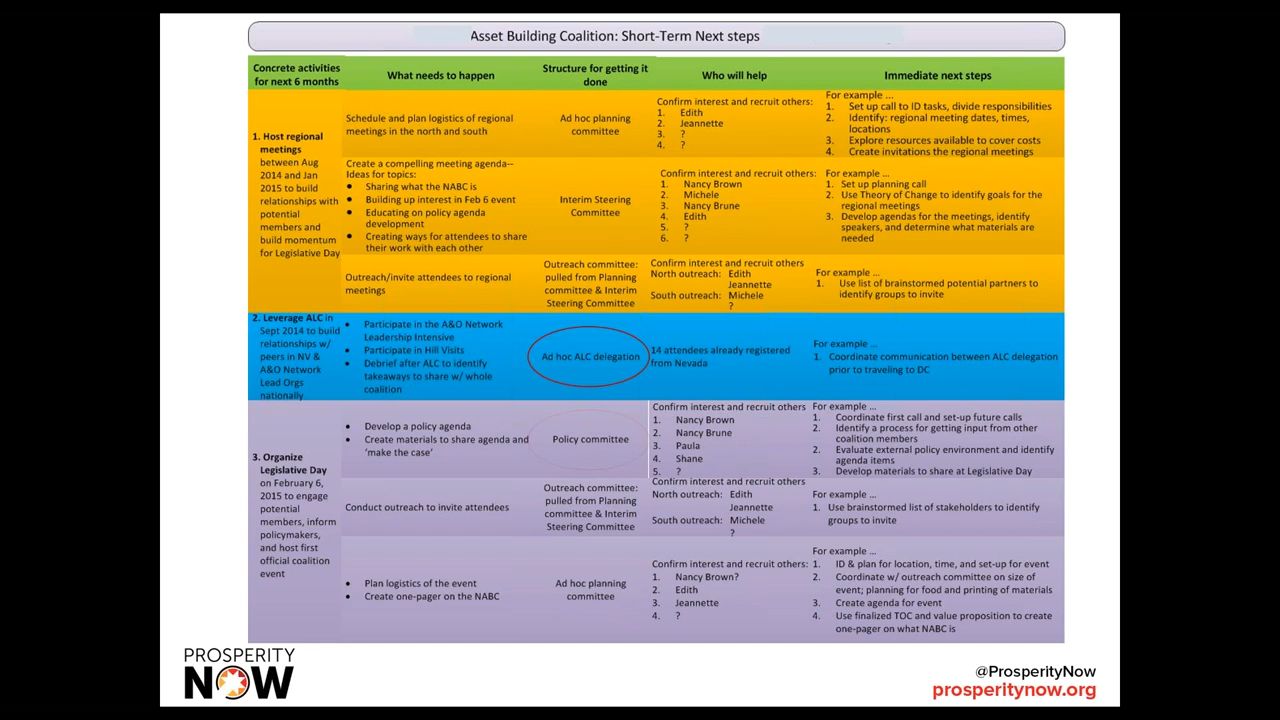 Asset Building Coalition: Short-Term Next steps
Concrete activities
for next 6 months
What needs to happen
Structure for getting it
done
Who will help
Immediate next steps
1. Host regional
meetings
between Aug
2014 and Jan
2015 to build
relationships with
potential
members and
build momentum
for Legislative Day
Schedule and plan logistics of regional
meetings in the north and south
Ad hoc planning
committee
Confirm interest and recruit others:
1. Edith
2. Jeannette
3. ?
4. ?
For example ...
1. Set up call to ID tasks, divide responsibilities
2. Identify: regional meeting dates, times,
locations
3. Explore resources available to cover costs
4. Create invitations the regional meetings
Create a compelling meeting agenda--
Ideas for topics:
● Sharing what the NABC is
● Building up interest in Feb 6 event
● Educating on policy agenda
development
● Creating ways for attendees to share
their work with each other
Interim Steering
Committee
Confirm interest and recruit others:
1. Nancy Brown
2. Michele
3. Nancy Brune
4. Edith
5. ?
6. ?
For example ...
1. Set up planning call
2. Use Theory of Change to identify goals for the
regional meetings
3. Develop agendas for the meetings, identify
speakers, and determine what materials are
needed
Outreach/invite attendees to regional
meetings
Outreach committee:
pulled from Planning
committee & Interim
Steering Committee
Confirm interest and recruit others
North outreach: Edith
Jeannette
South outreach: Michele
?
For example ...
1. Use list of brainstormed potential partners to
identify groups to invite
2. Leverage ALC in
Sept 2014 to build
relationships w/
peers in NV &
A&O Network
Lead Orgs
nationally
● Participate in the A&O Network
Leadership Intensive
● Participate in Hill Visits
● Debrief after ALC to identify
takeaways to share w/ whole
coalition
Ad hoc ALC delegation
14 attendees already registered
from Nevada
For example ...
1. Coordinate communication between ALC delegation
prior to traveling to DC
3. Organize
Legislative Day
on February 6,
2015 to engage
potential
members, inform
policymakers,
and host first
official coalition
event
● Develop a policy agenda
● Create materials to share agenda and
‘make the case’
Policy committee
Confirm interest and recruit others
1. Nancy Brown
2. Nancy Brune
3. Paula
4. Shane
5. ?
For example ...
1. Coordinate first call and set-up future calls
2. Identify a process for getting input from other
coalition members
2. Evaluate external policy environment and identify
agenda items
3. Develop materials to share at Legislative Day
Conduct outreach to invite attendees
Outreach committee:
pulled from Planning
committee & Interim
Steering Committee
Confirm interest and recruit others
North outreach: Edith
Jeannette
South outreach: Michele
?
For example ...
1. Use brainstormed list of stakeholders to identify
groups to invite
● Plan logistics of the event
● Create one-pager on the NABC
Ad hoc planning
committee
Confirm interest and recruit others:
1. Nancy Brown?
2. Edith
3. Jeannette
4. ?
For example ...
1. ID & plan for location, time, and set-up for event
2. Coordinate w/ outreach committee on size of
event; planning for food and printing of materials
3. Create agenda for event
4. Use finalized TOC and value proposition to create
one-pager on what NABC is
PROSPERITY
NOW
@ProsperityNow
prosperitynow.org